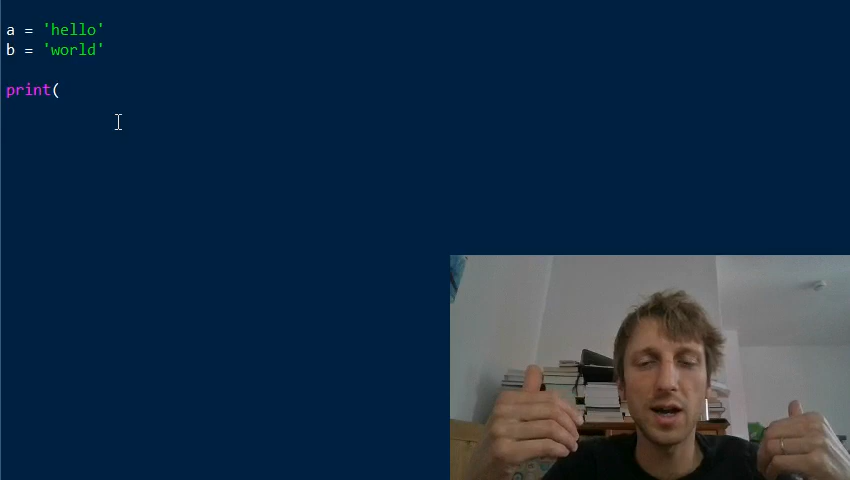 a = 'hello'
b = 'world'
print(